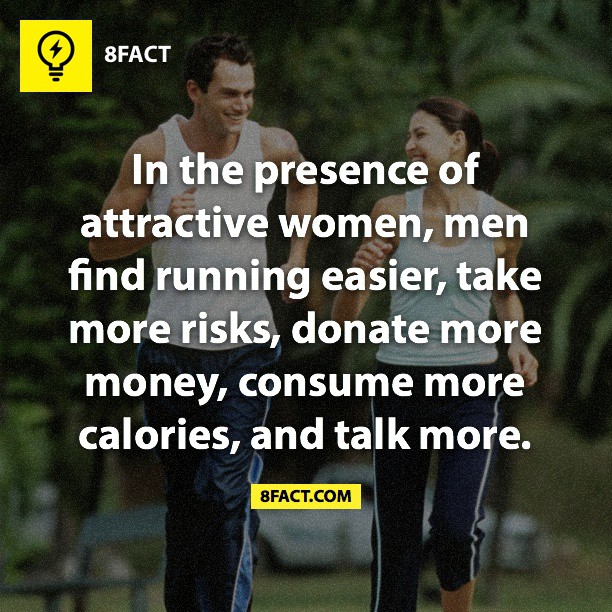 8FACT
In the presence of
attractive women, men
find running easier, take
more risks, donate more
money, consume more
calories, and talk more.
8FACT.COM